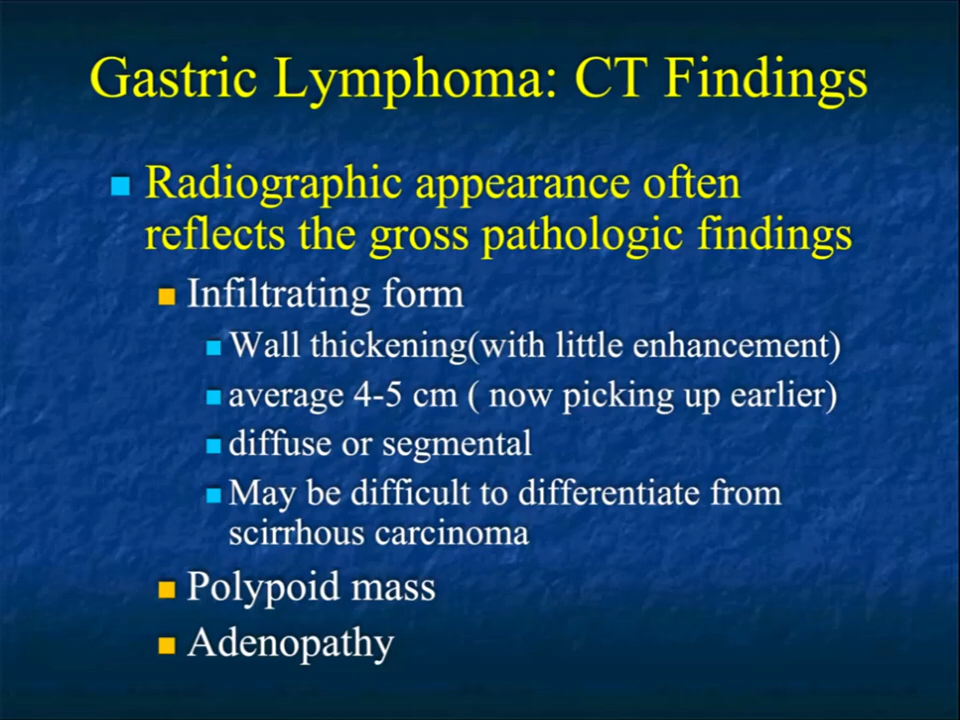 Gastric Lymphoma: CT Findings
Radiographic appearance often
reflects the gross pathologic findings
Infiltrating form
Wall thickening(with little enhancement)
average 4-5 cm ( now picking up earlier)
diffuse or segmental
May be difficult to differentiate from
scirrhous carcinoma
Polypoid mass
Adenopathy